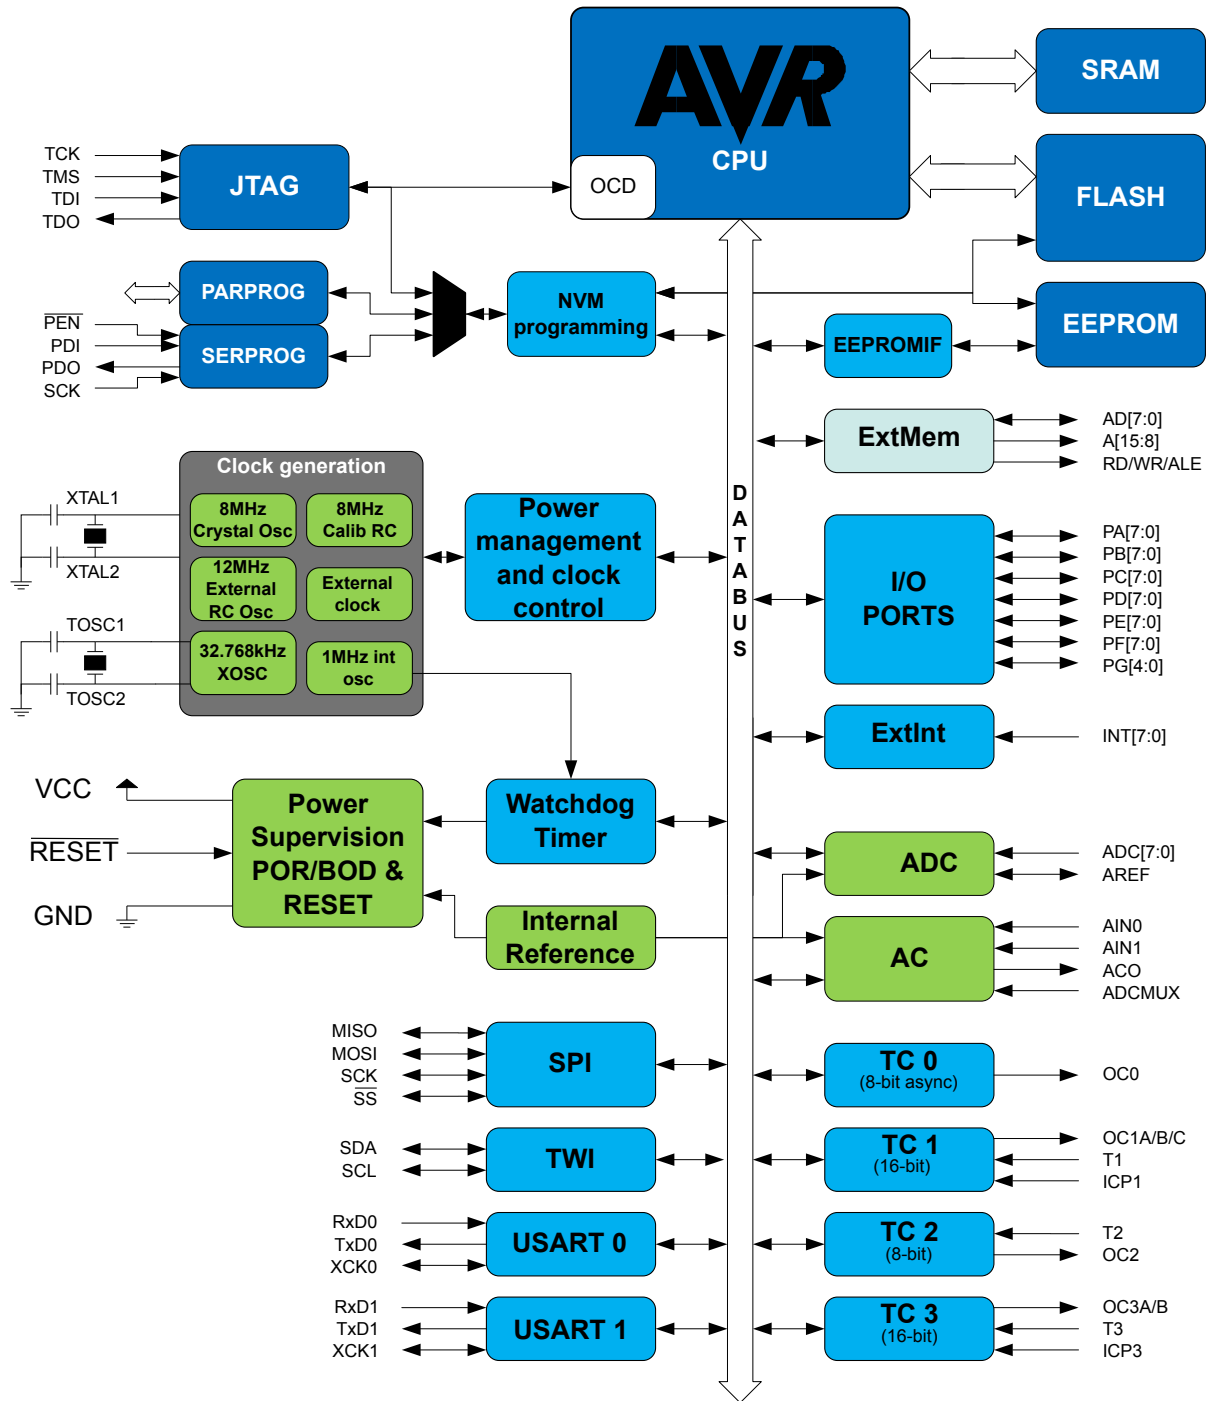 AVR
CPU
OCD
SRAM
FLASH
EEPROM
TCK
TMS
TDI
TDO
JTAG
PARPROG
PEN
PDI
PDO
SCK
SERPROG
NVM
programming
EEPROMIF
ExtMem
AD[7:0]
A[15:8]
RD/WR/ALE
Clock generation
8MHz
Crystal Osc
8MHz
Calib RC
12MHz
External
RC Osc
External
clock
32.768kHz
XOSC
1MHz int
osc
XTAL1
XTAL2
TOSC1
TOSC2
Power
management
and clock
control
D
A
T
A
B
U
S
I/O
PORTS
PA[7:0]
PB[7:0]
PC[7:0]
PD[7:0]
PE[7:0]
PF[7:0]
PG[4:0]
ExtInt
INT[7:0]
VCC
RESET
GND
Power
Supervision
POR/BOD &
RESET
Watchdog
Timer
Internal
Reference
ADC
ADC[7:0]
AREF
AC
AIN0
AIN1
ACO
ADCMUX
MISO
MOSI
SCK
SS
SPI
TC 0
(8-bit async)
OC0
SDA
SCL
TWI
TC 1
(16-bit)
OC1A/B/C
T1
ICP1
RxD0
TxD0
XCK0
USART 0
TC 2
(8-bit)
T2
OC2
RxD1
TxD1
XCK1
USART 1
TC 3
(16-bit)
OC3A/B
T3
ICP3